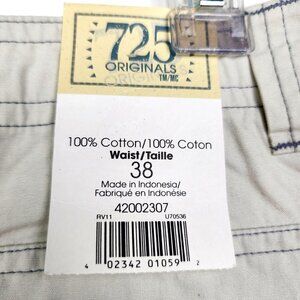 725
ORIGINALS
TM/MC
100% Cotton/100% Coton
Waist/Taille
38
Made in Indonesia/
Fabriqué en Indonésie
42002307
RV11 U70536
4 02342 01059 2